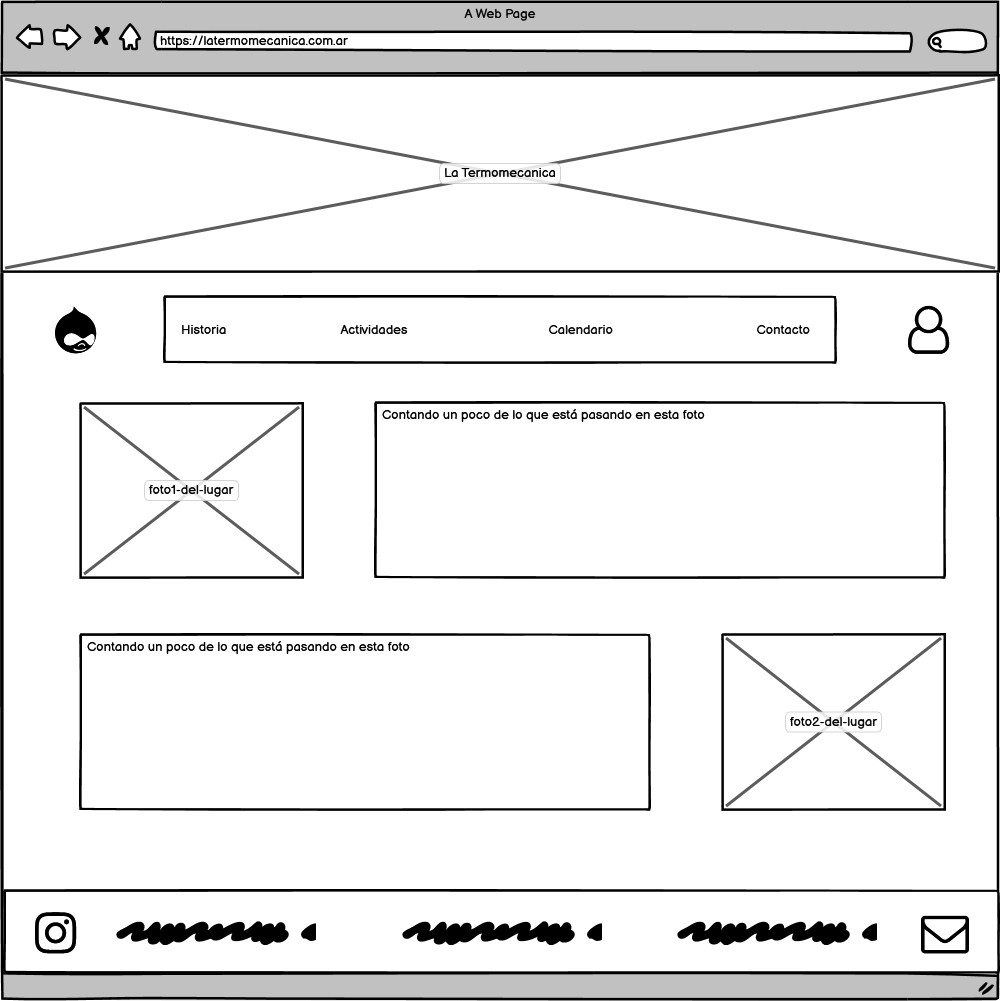 A Web Page
https://latermomecanica.com.ar
La Termomecanica
Historia
Actividades
Calendario
Contacto
foto1-del-lugar
Contando un poco de lo que está pasando en esta foto
Contando un poco de lo que está pasando en esta foto
foto2-del-lugar